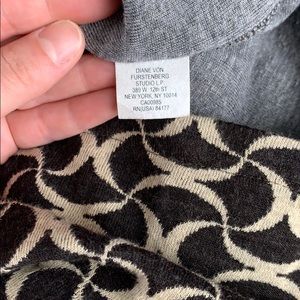 DIANE VON
FURSTENBERG
STUDIO L.P.
389 W. 12th ST
NEW YORK, NY 10014
CA00985
RN(USA) 84177